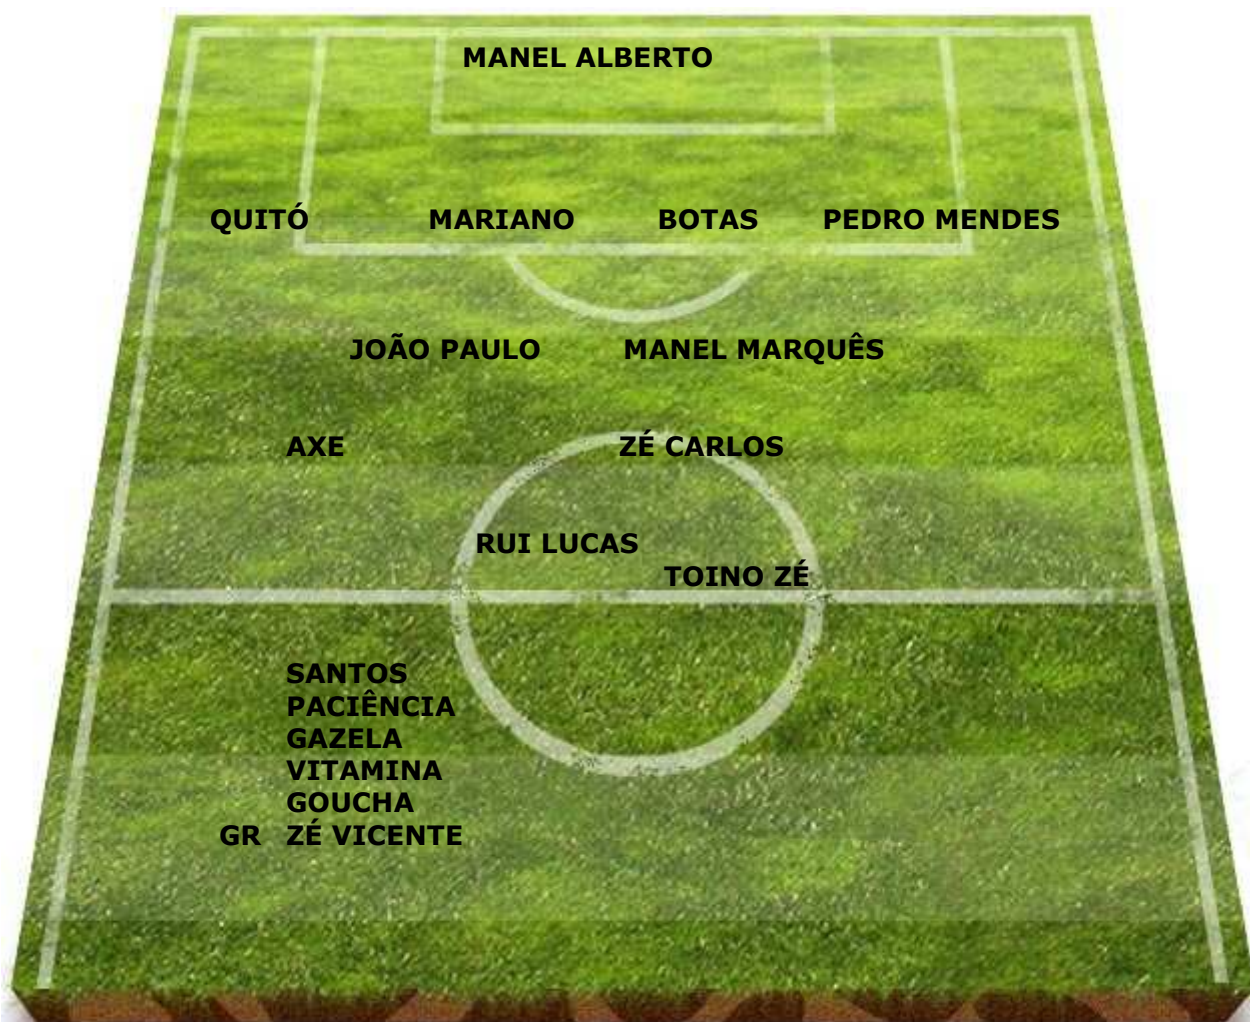 MANEL ALBERTO
QUITÓ MARIANO BOTAS PEDRO MENDES
JOÃO PAULO MANEL MARQUÊS
AXE ZÉ CARLOS
RUI LUCAS
TOINO ZÉ
SANTOS
PACIÊNCIA
GAZELA
VITAMINA
GOUCHA
GR ZÉ VICENTE